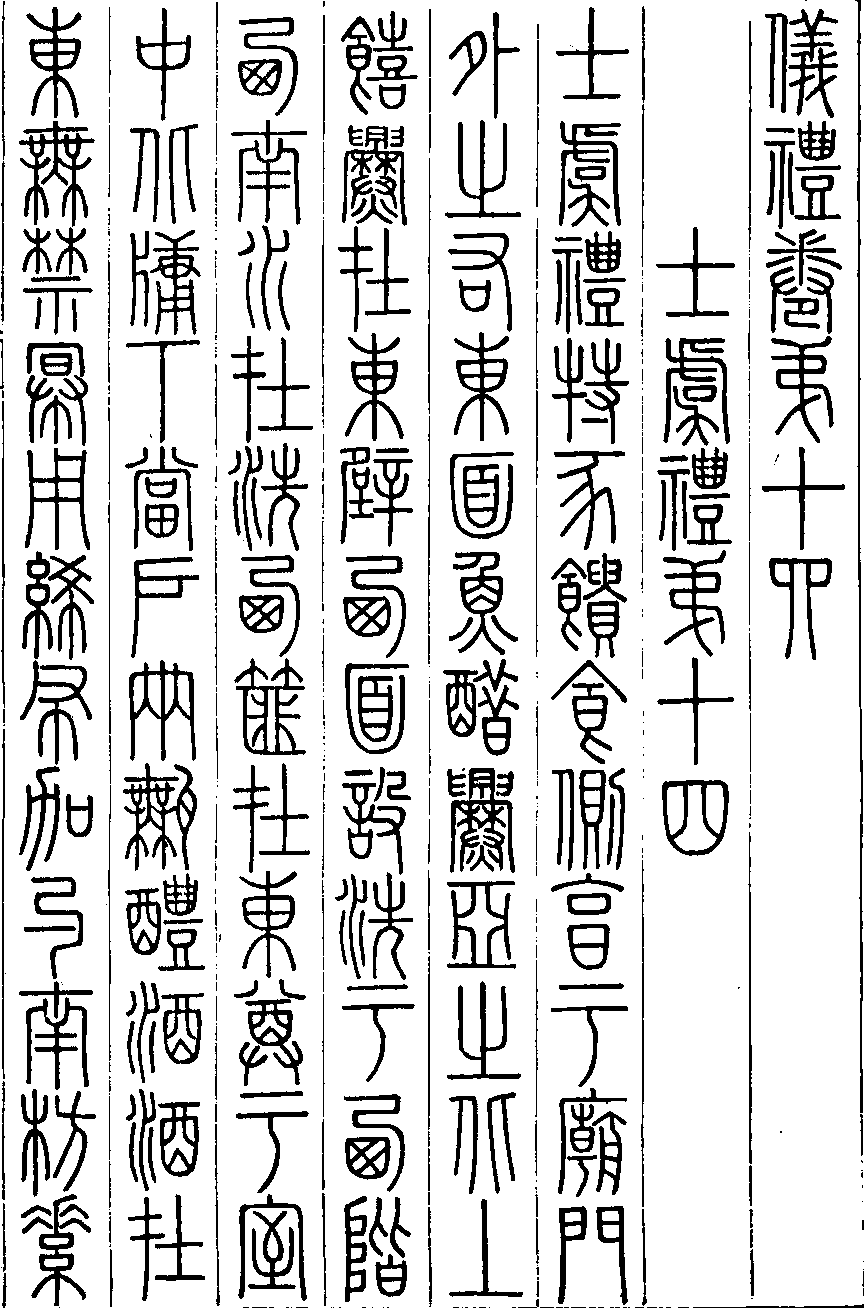 儀禮卷弟十四
士虞禮弟十四
士虞禮特豕饋食側亯于廟門
外之右東面魚腊爨亞之北上
饎爨在東壁西面設洗于西階
西南水在洗西篚在東尊于室
中北墉下當戶兩甒醴酒酒在
東無禁冪用絺布加勺南枋素